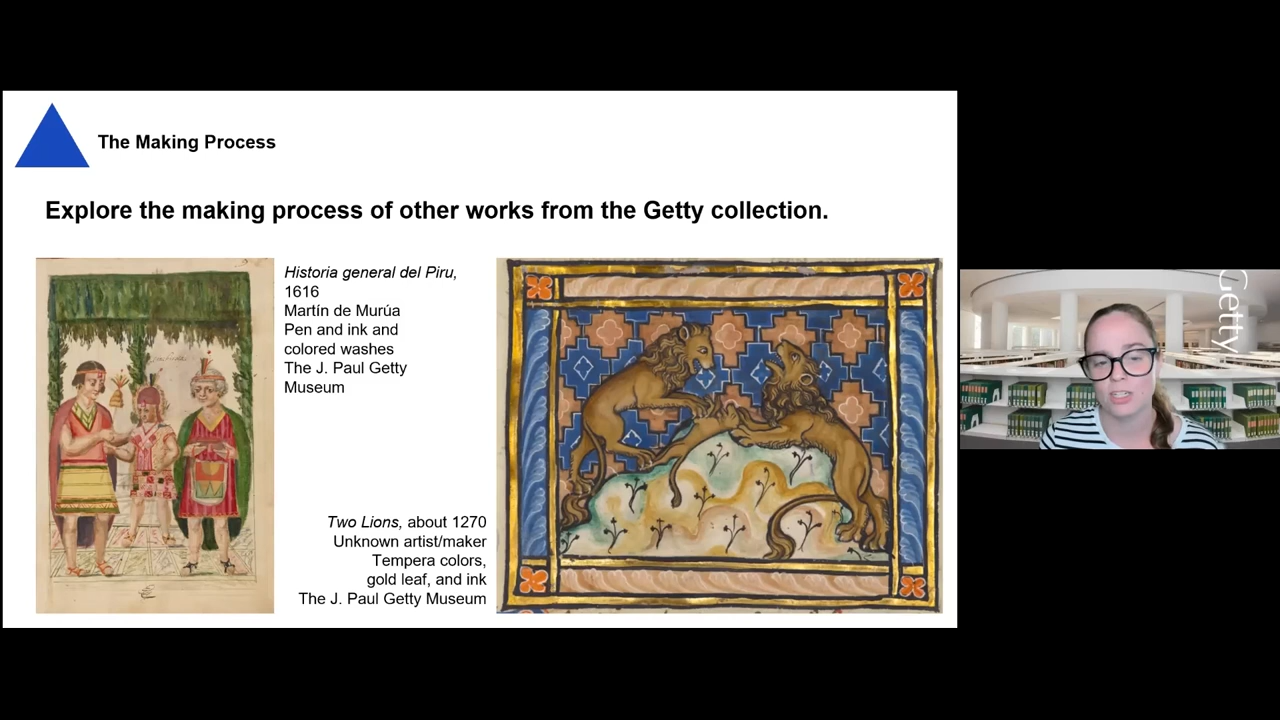 The Making Process
Explore the making process of other works from the Getty collection.
Historia general del Piru,
1616
Martín de Murúa
Pen and ink and
colored washes
The J. Paul Getty
Museum
Two Lions, about 1270
Unknown artist/maker
Tempera colors,
gold leaf, and ink
The J. Paul Getty Museum
Getty